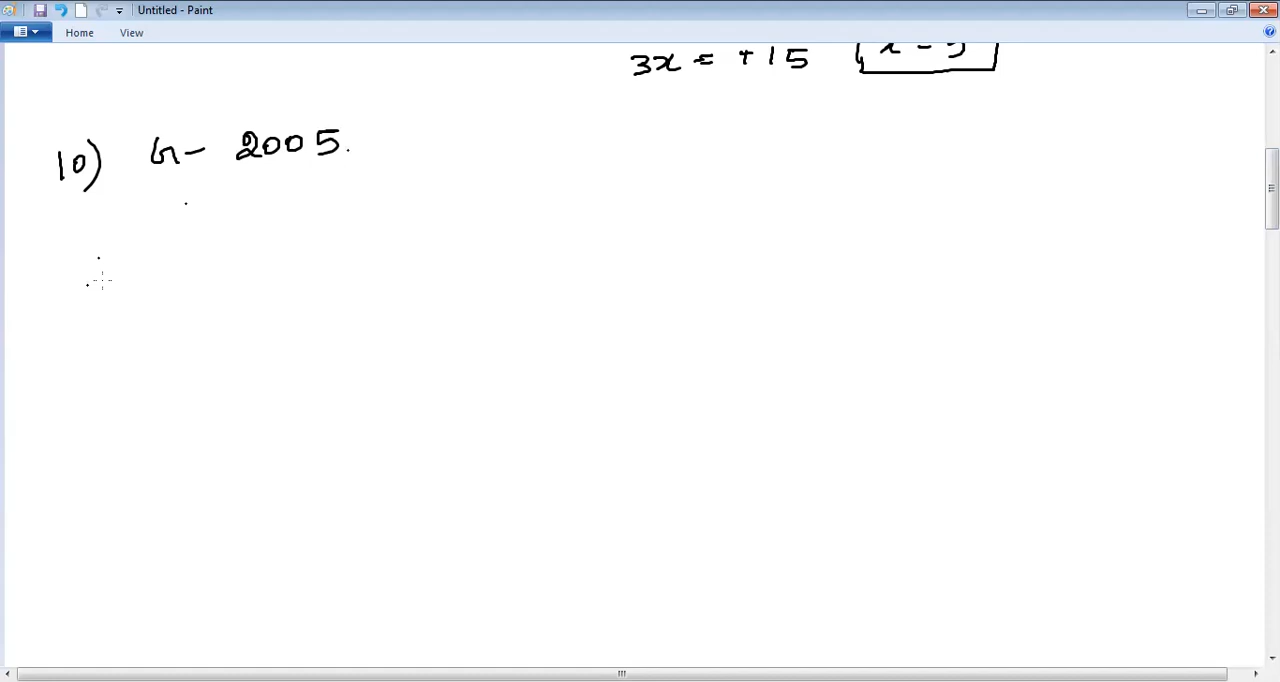 Untitled - Paint
Home View
3x = +15
10) G- 2005.